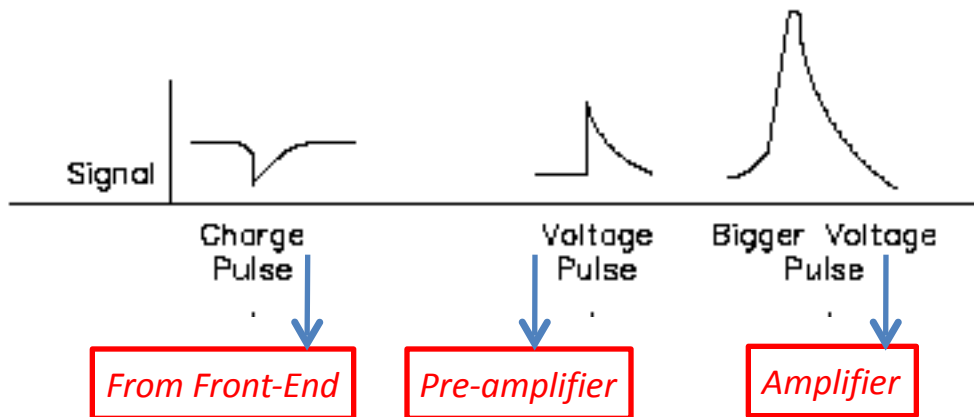 Signal
Charge Voltage Bigger Voltage
Pulse Pulse Pulse
From Front-End Pre-amplifier Amplifier